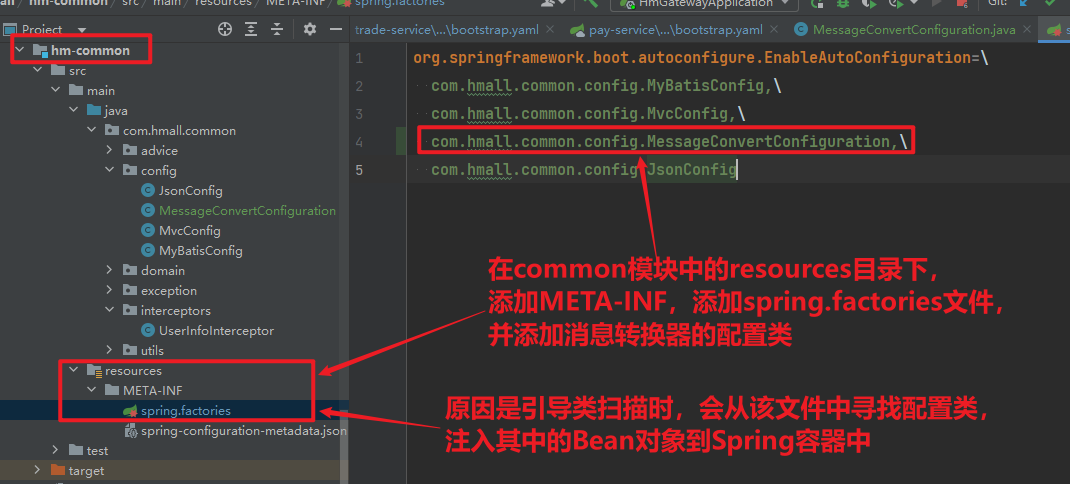 hm-common
src
main
resources
META-INF
spring.factories
HmGatewayApplication
Git:
Project
trade-service\...\bootstrap.yaml
pay-service\...\bootstrap.yaml
MessageConvertConfiguration.java
hm-common
src
main
java
com.hmall.common
advice
config
JsonConfig
MessageConvertConfiguration
MvcConfig
MyBatisConfig
domain
exception
interceptors
UserInfoInterceptor
utils
resources
META-INF
spring.factories
spring-configuration-metadata.json
test
target
1 org.springframework.boot.autoconfigure.EnableAutoConfiguration=\
2 com.hmall.common.config.MyBatisConfig,\
3 com.hmall.common.config.MvcConfig,\
4 com.hmall.common.config.MessageConvertConfiguration,\
5 com.hmall.common.config.JsonConfig
在common模块中的resources目录下，
添加META-INF，添加spring.factories文件，
并添加消息转换器的配置类
原因是引导类扫描时，会从该文件中寻找配置类，
注入其中的Bean对象到Spring容器中